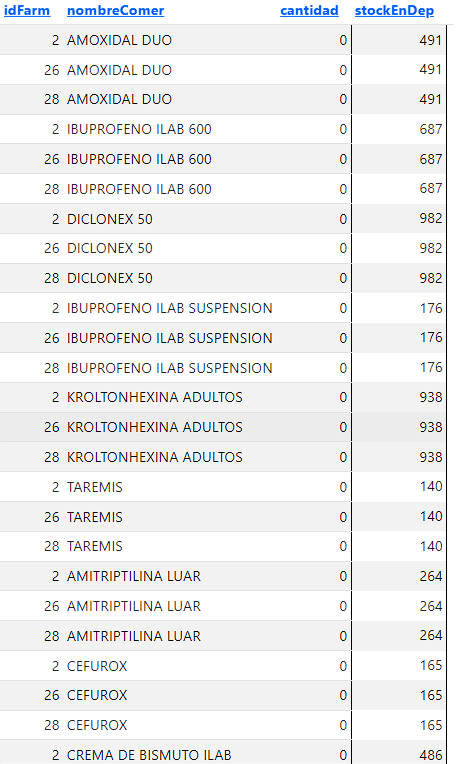 idFarm nombreComer cantidad stockEnDep
2 AMOXIDAL DUO 0 491
26 AMOXIDAL DUO 0 491
28 AMOXIDAL DUO 0 491
2 IBUPROFENO ILAB 600 0 687
26 IBUPROFENO ILAB 600 0 687
28 IBUPROFENO ILAB 600 0 687
2 DICLONEX 50 0 982
26 DICLONEX 50 0 982
28 DICLONEX 50 0 982
2 IBUPROFENO ILAB SUSPENSION 0 176
26 IBUPROFENO ILAB SUSPENSION 0 176
28 IBUPROFENO ILAB SUSPENSION 0 176
2 KROLTONHEXINA ADULTOS 0 938
26 KROLTONHEXINA ADULTOS 0 938
28 KROLTONHEXINA ADULTOS 0 938
2 TAREMIS 0 140
26 TAREMIS 0 140
28 TAREMIS 0 140
2 AMITRIPTILINA LUAR 0 264
26 AMITRIPTILINA LUAR 0 264
28 AMITRIPTILINA LUAR 0 264
2 CEFUROX 0 165
26 CEFUROX 0 165
28 CEFUROX 0 165
2 CREMA DE BISMUTO ILAB 0 486